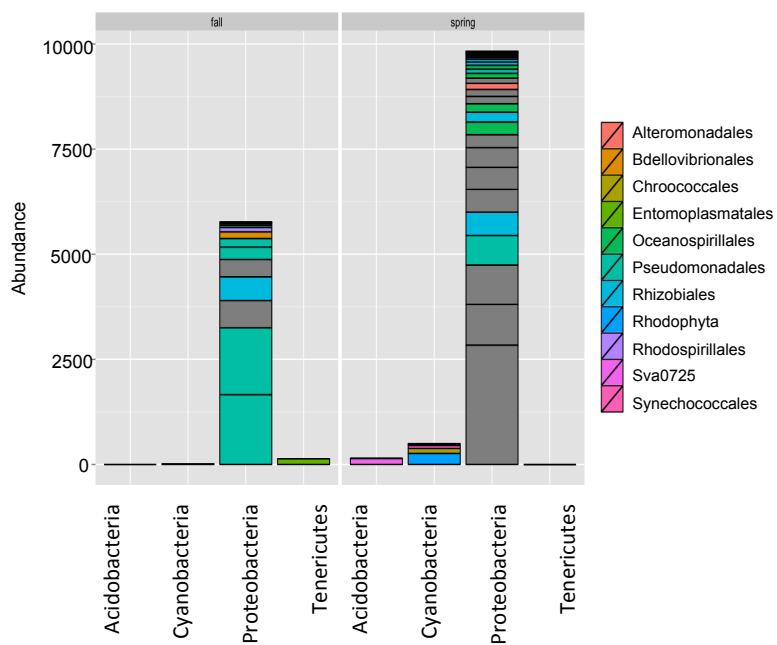 fall
spring
10000
7500
5000
2500
0
Abundance
Acidobacteria
Cyanobacteria
Proteobacteria
Tenericutes
Acidobacteria
Cyanobacteria
Proteobacteria
Tenericutes
Alteromonadales
Bdellovibrionales
Chroococcales
Entomoplasmatales
Oceanospirillales
Pseudomonadales
Rhizobiales
Rhodophyta
Rhodospirillales
Sva0725
Synechococcales